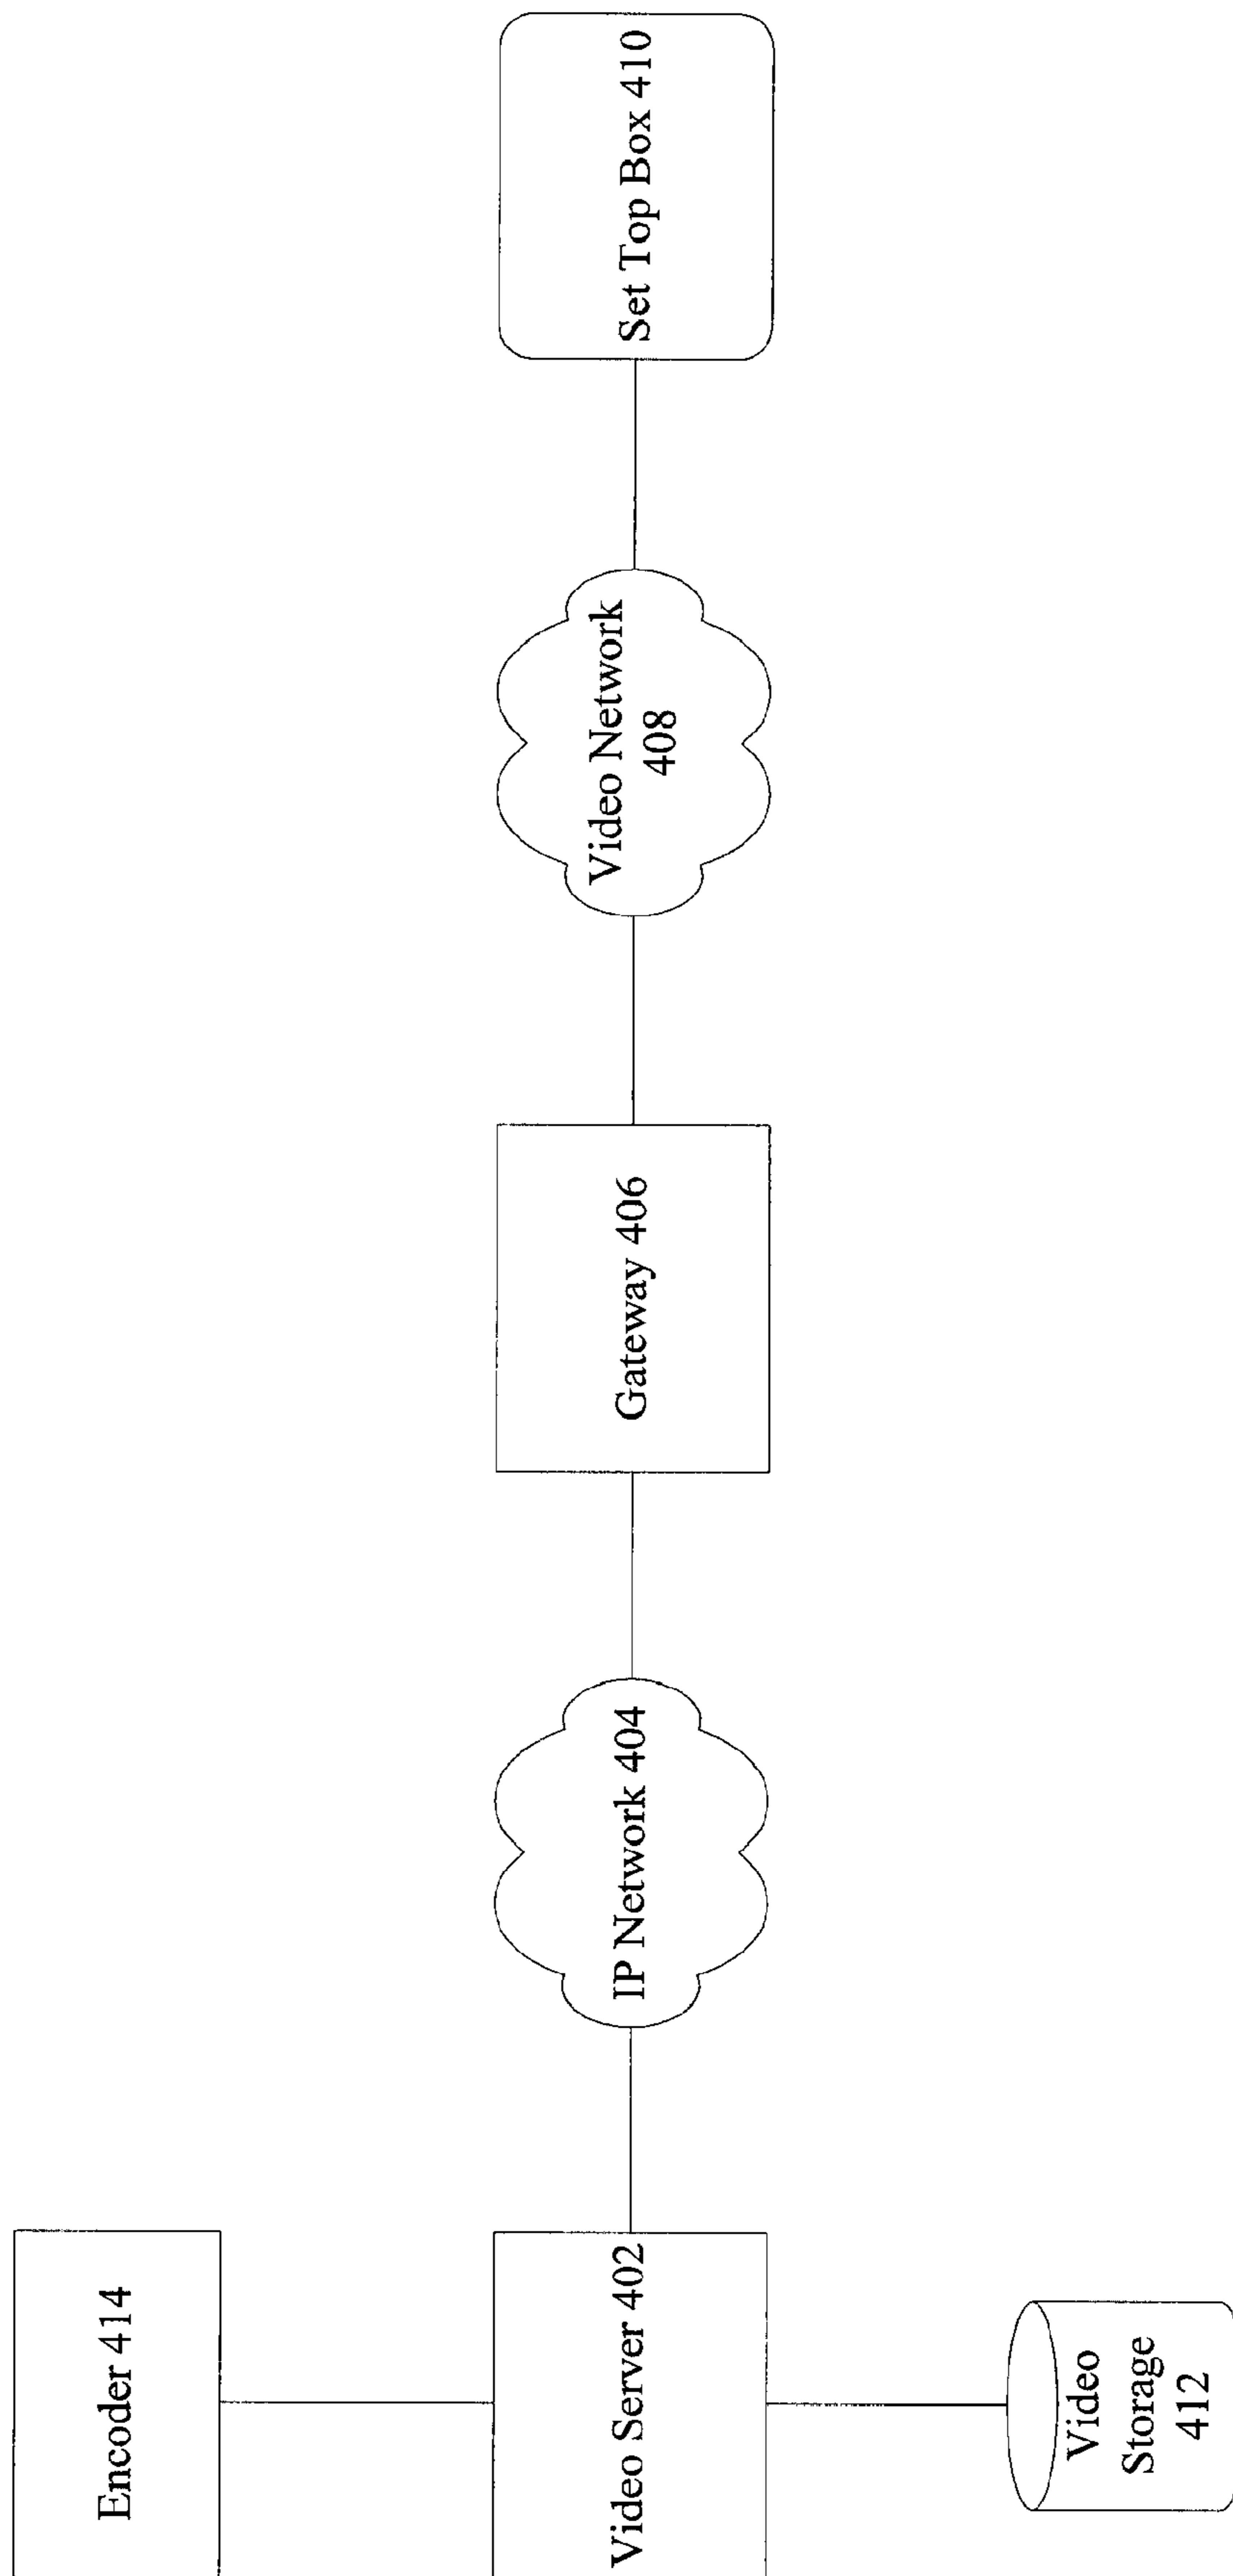 Encoder 414
Video Server 402
Video
Storage
412
IP Network 404
Gateway 406
Video Network
408
Set Top Box 410